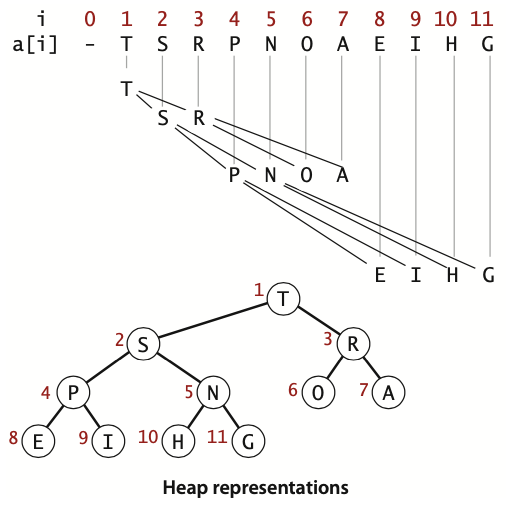 i 0 1 2 3 4 5 6 7 8 9 10 11
a[i] - T S R P N O A E I H G
T
S R
P N O A
E I H G
1 T
2 S 3 R
4 P 5 N 6 O 7 A
8 E 9 I 10 H 11 G
Heap representations